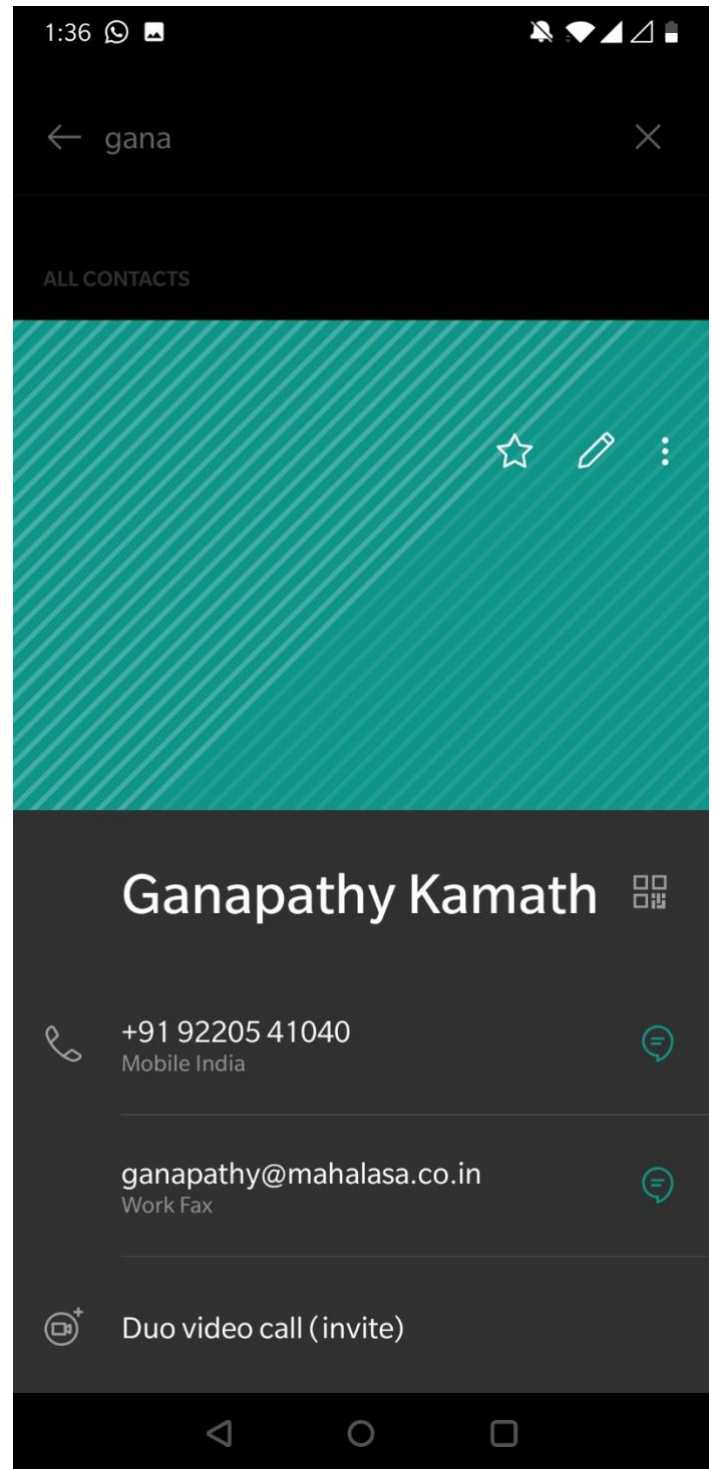 1:36
gana
ALL CONTACTS
Ganapathy Kamath
+91 92205 41040
Mobile India
ganapathy@mahalasa.co.in
Work Fax
Duo video call (invite)